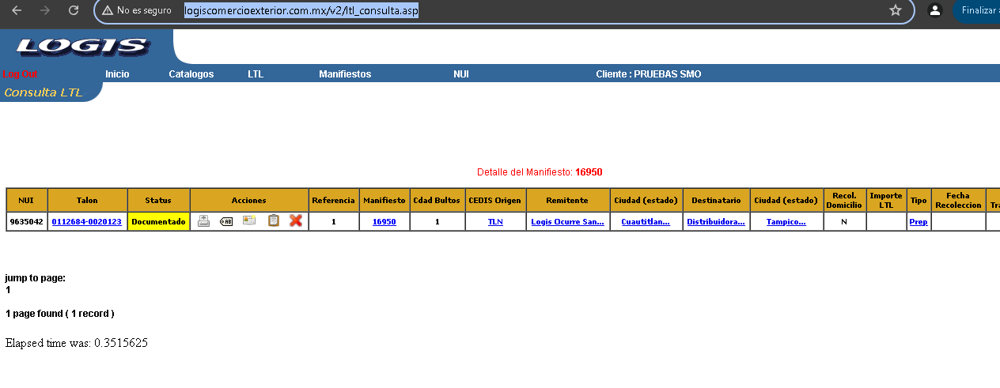 No es seguro logiscomercioexterior.com.mx/v2/ltl_consulta.asp Finalizar
LOGIS
Log Out Inicio Catalogos LTL Manifiestos NUI Cliente : PRUEBAS SMO
Consulta LTL
Detalle del Manifiesto: 16950
NUI Talon Status Acciones Referencia Manifiesto Cdad Bultos CEDIS Origen Remitente Ciudad (estado) Destinatario Ciudad (estado) Recol. Domicilio Importe LTL Tipo Fecha Recoleccion Tra
9635042 0112684-0020123 Documentado AB 1 16950 1 TLN Logis Ocurre San... Cuautitlan... Distribuidora... Tampico... N Prep
jump to page:
1
1 page found ( 1 record )
Elapsed time was: 0.3515625